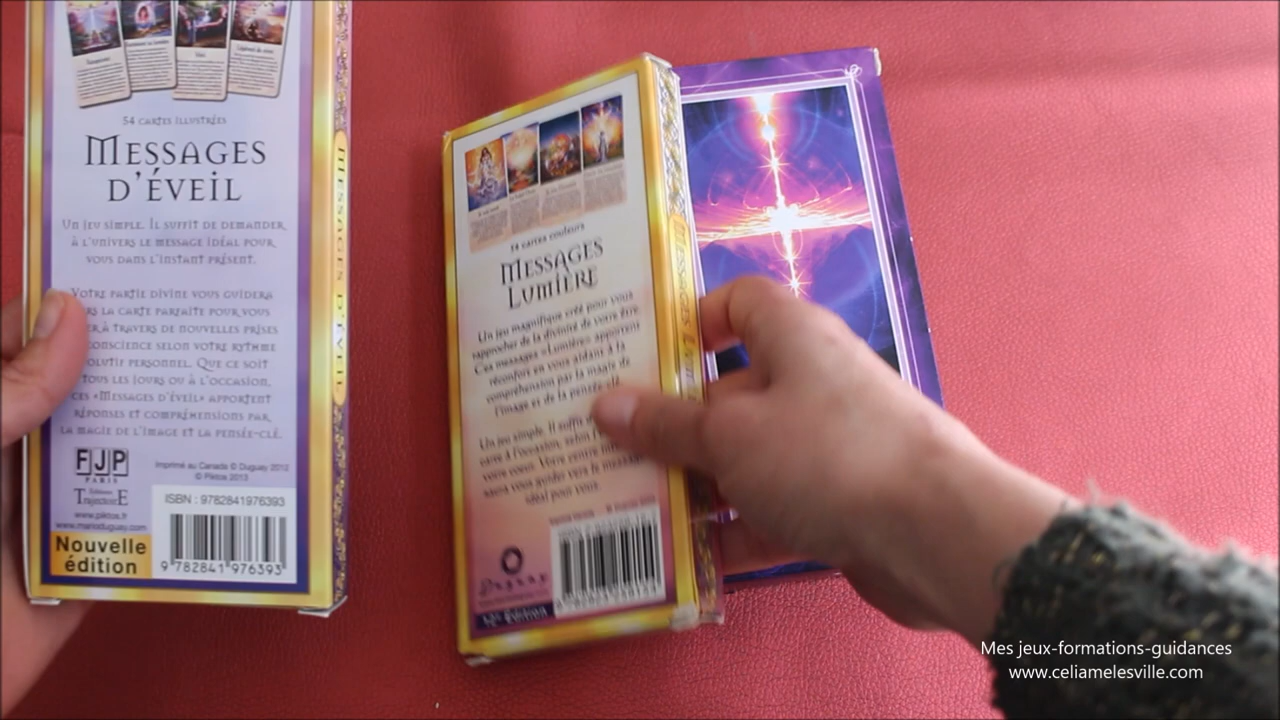 54 CARTES ILLUSTRÉES
MESSAGES
D'ÉVEIL
UN JEU SIMPLE. IL SUFFIT DE DEMANDER
À L'UNIVERS LE MESSAGE IDÉAL POUR
VOUS DANS L'INSTANT PRÉSENT.
VOTRE PARTIE DIVINE VOUS GUIDERA
LA CARTE PARFAITE POUR VOUS
À TRAVERS DE NOUVELLES PRISES
CONSCIENCE SELON VOTRE RYTHME
PERSONNEL. QUE CE SOIT
TOUS LES JOURS OU À L'OCCASION,
CES «MESSAGES D'ÉVEIL» APPORTENT
RÉPONSES ET COMPRÉHENSIONS PAR
LA MAGIE DE L'IMAGE ET LA PENSÉE-CLÉ.
FJP
PARIS
Éditions
TRAJECTOIRE
www.piktos.fr
www.marioduguay.com
Imprimé au Canada © Duguay 2012
© Piktos 2013
ISBN : 9782841976393
Nouvelle
édition
9 782841 976393
MESSAGES D'ÉVEIL
cartes couleurs
MESSAGES
LUMIÈRE
Un jeu magnifique créé pour vous
rapprocher de la divinité de votre être.
Ces messages «Lumière» apportent
réconfort en vous aidant à la
compréhension par la magie de
l'image et de la pensée-clé.
Un jeu simple. Il suffit
carte à l'occasion, selon
votre coeur. Votre centre
saura vous guider vers le message
idéal pour vous.
Duguay
MESSAGES
Mes jeux-formations-guidances
www.celiamelesville.com